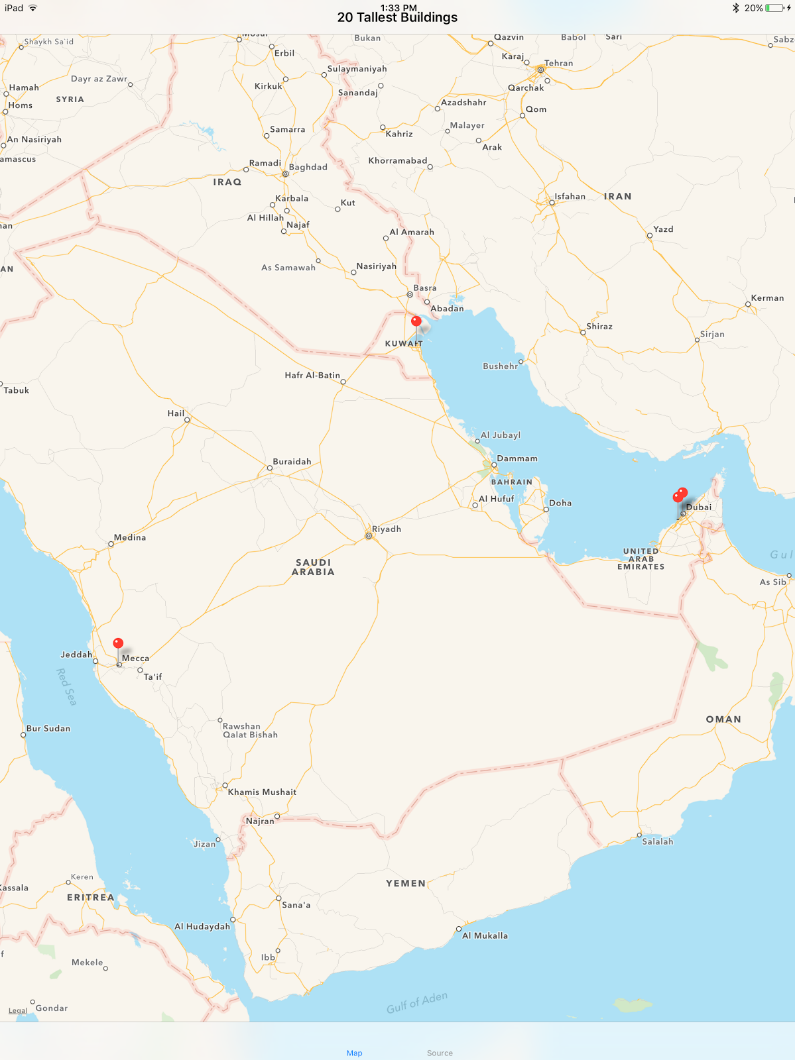 iPad
1:33 PM
20%
20 Tallest Buildings
Shaykh Sa'id
Mosul
Erbil
Bukan
Qazvin
Babol
Sari
Karaj
Tehran
Sabz
Dayr az Zawr
Hamah
SYRIA
Homs
Sulaymaniyah
Kirkuk
Sanandaj
Qarchak
Azadshahr
Qom
An Nasiriyah
amascus
Samarra
Kahriz
Malayer
Arak
Ramadi
Baghdad
Khorramabad
IRAQ
Karbala
Kut
Isfahan
IRAN
Al Hillah
Najaf
nan
Al Amarah
Yazd
As Samawah
Nasiriyah
AN
Basra
Abadan
Kerman
Shiraz
Sirjan
KUWAIT
Bushehr
Hafr Al-Batin
Tabuk
Hail
Al Jubayl
Buraidah
Dammam
BAHRAIN
Al Hufuf
Doha
Dubai
Riyadh
Medina
SAUDI
ARABIA
UNITED
ARAB
EMIRATES
Gul
As Sib
Jeddah
Mecca
Ta'if
Red Sea
Rawshan
Qalat Bishah
Bur Sudan
OMAN
Khamis Mushait
Najran
Jizan
Salalah
Keren
Kassala
ERITREA
YEMEN
Sana'a
Al Hudaydah
Al Mukalla
Ibb
f
Mekele
Gulf of Aden
Legal
Gondar
Map
Source